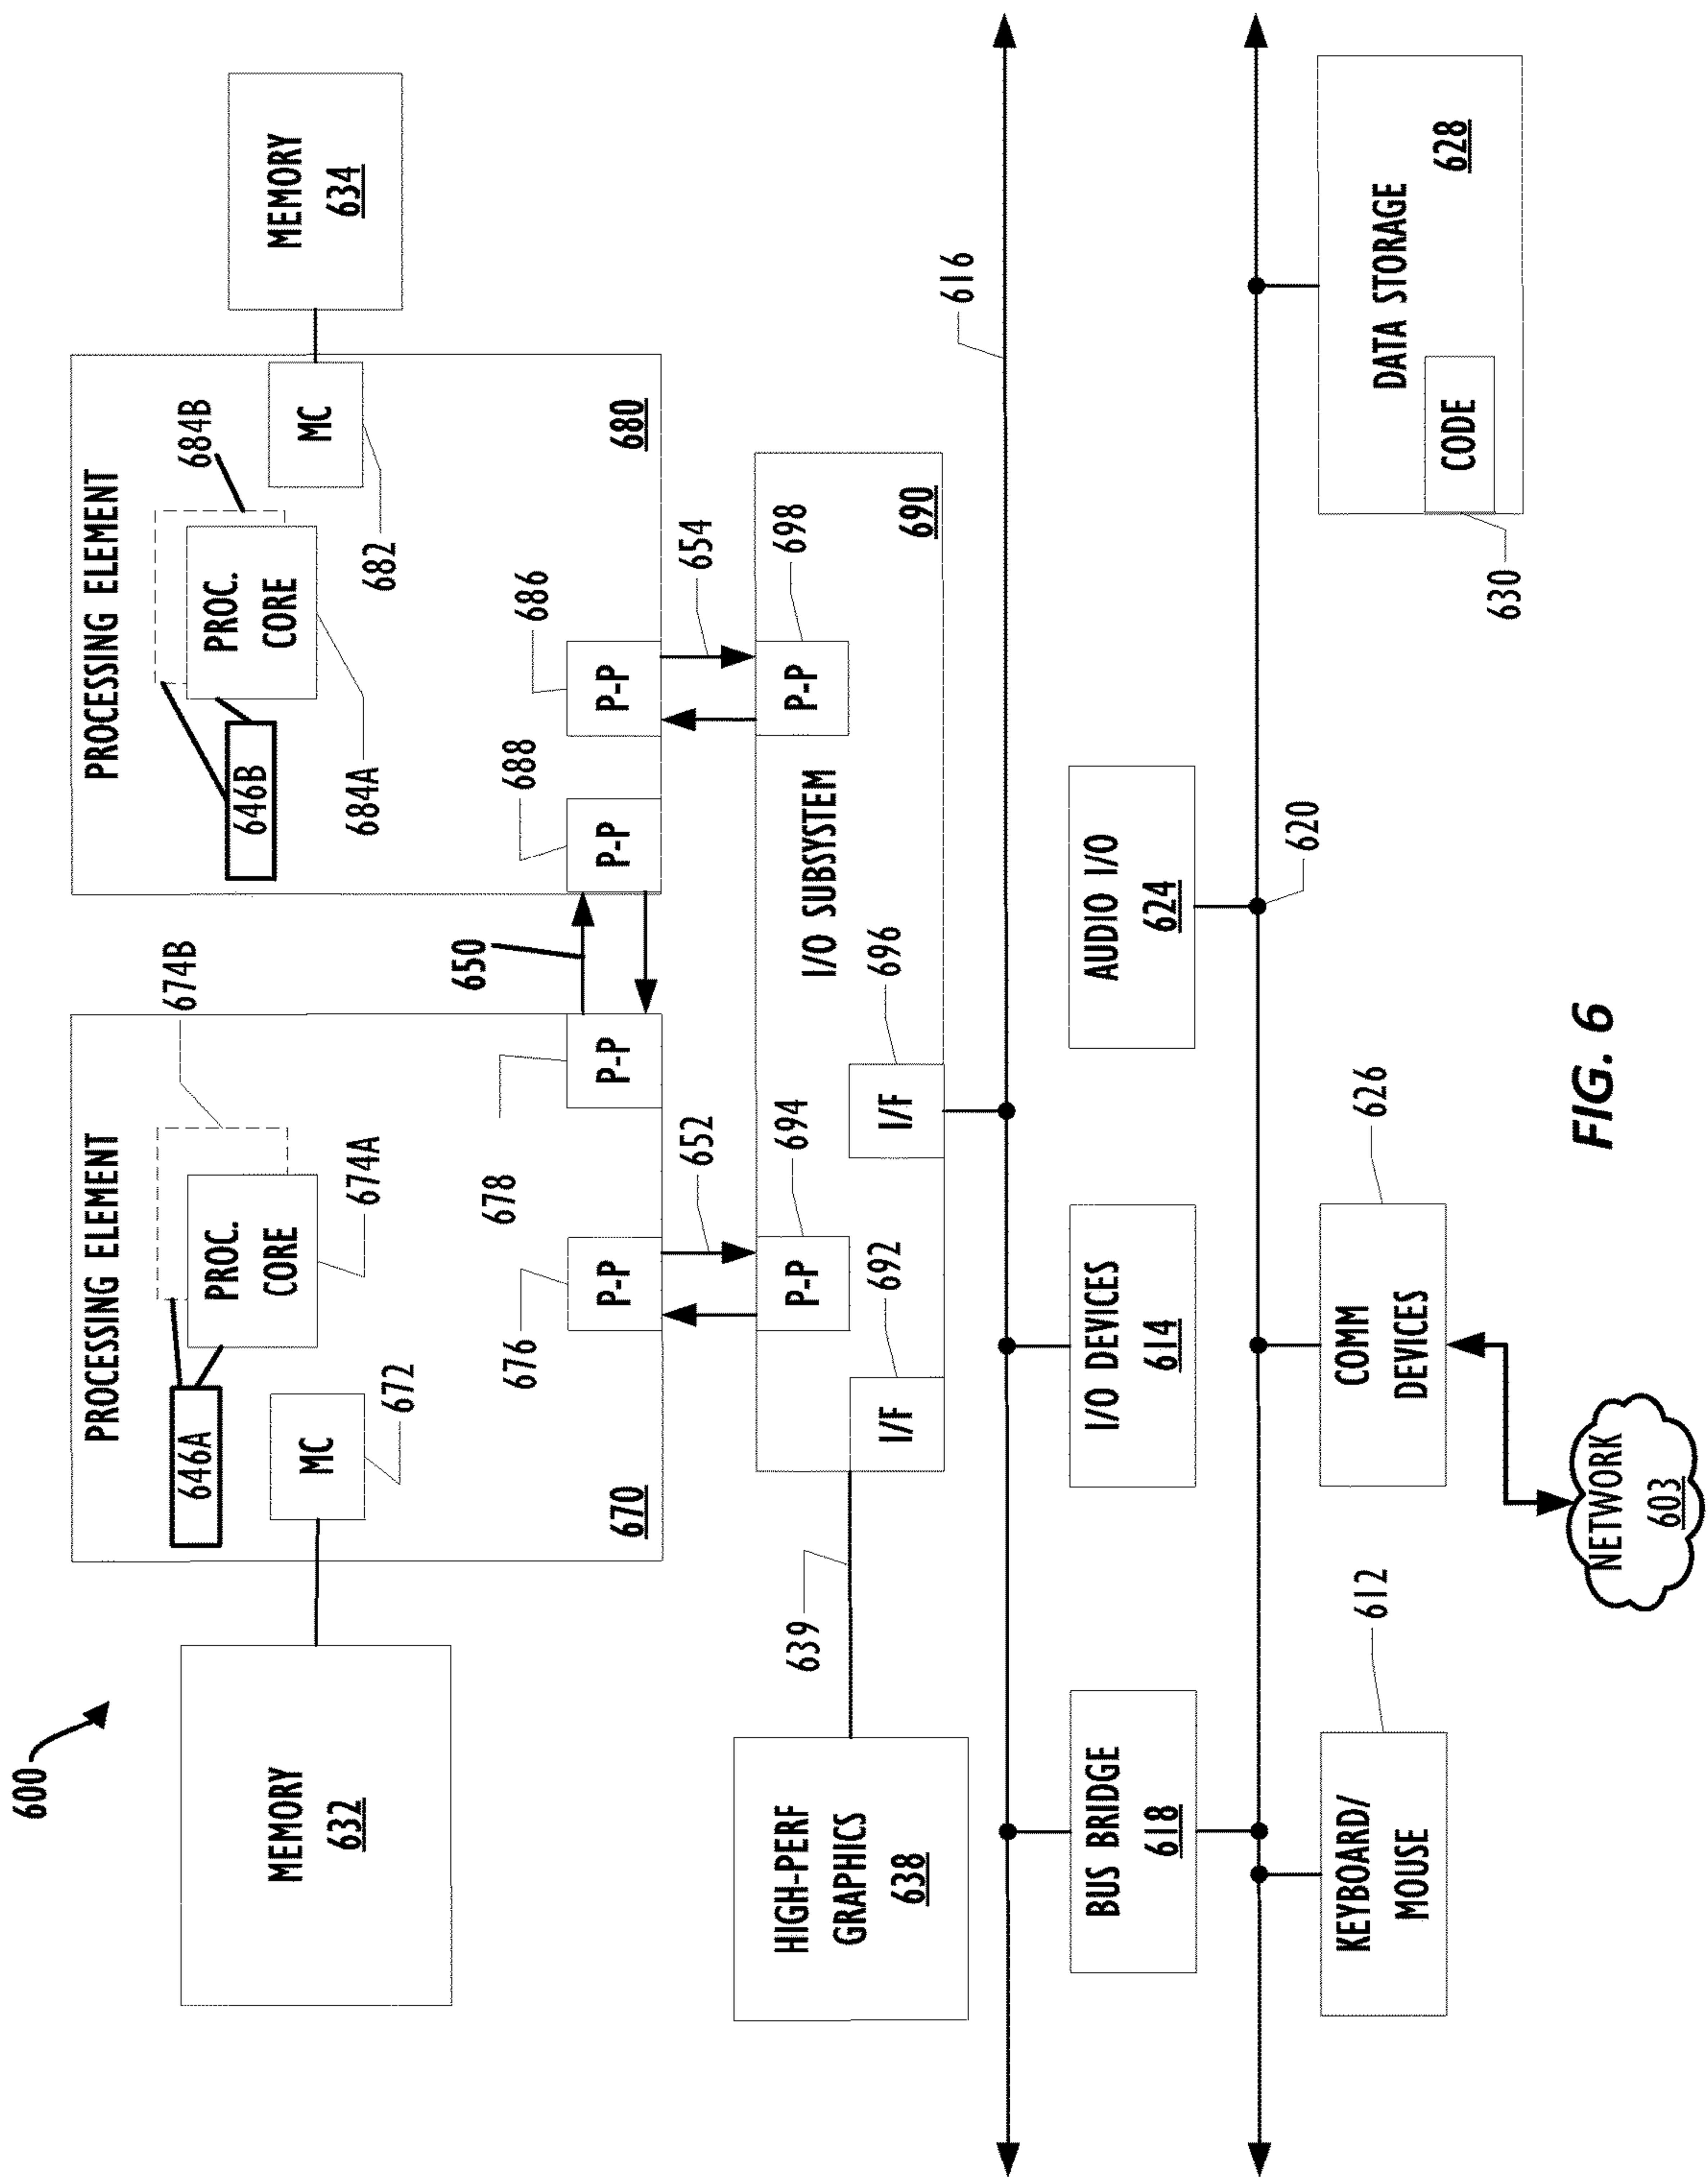 600
MEMORY
632
PROCESSING ELEMENT
646A
PROC.
CORE
MC
672
674A
674B
670
676
P-P
678
P-P
650
PROCESSING ELEMENT
646B
PROC.
CORE
684A
684B
MC
682
680
688
P-P
686
P-P
MEMORY
634
652
654
HIGH-PERF
GRAPHICS
638
639
I/O SUBSYSTEM
690
P-P
694
I/F
692
I/F
696
P-P
698
616
BUS BRIDGE
618
I/O DEVICES
614
AUDIO I/O
624
620
KEYBOARD/
MOUSE
612
COMM
DEVICES
626
DATA STORAGE
628
CODE
630
NETWORK
603
FIG. 6